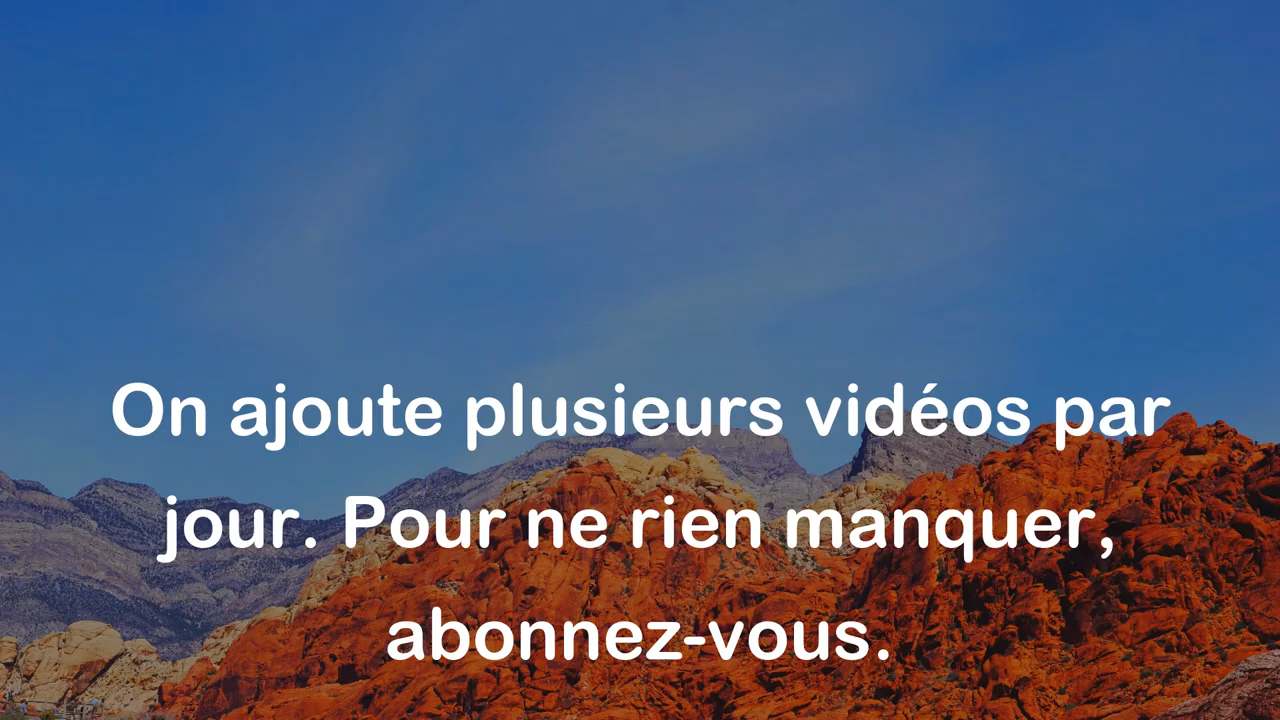 On ajoute plusieurs vidéos par
jour. Pour ne rien manquer,
abonnez-vous.